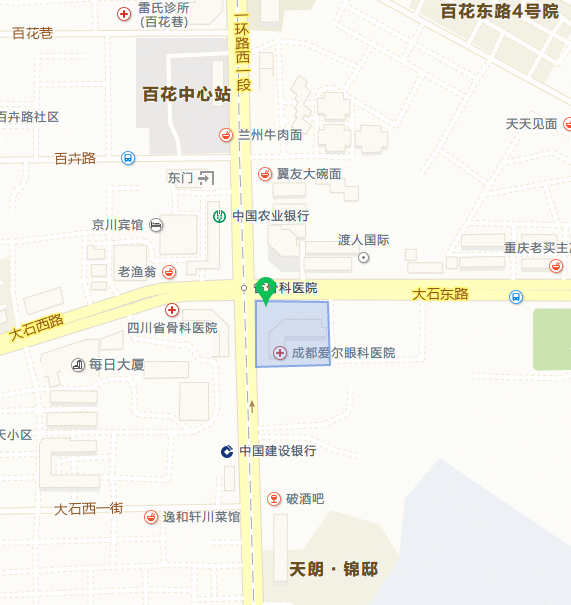 雷氏诊所
(百花巷)
百花东路4号院
百花巷
一环路西一段
百花中心站
百卉路社区
天天见面
兰州牛肉面
百卉路
东门
翼友大碗面
京川宾馆
中国农业银行
渡人国际
重庆老买主
老渔翁
省骨科医院
大石东路
大石西路
四川省骨科医院
成都爱尔眼科医院
每日大厦
天小区
中国建设银行
破酒吧
大石西一街
逸和轩川菜馆
天朗·锦邸